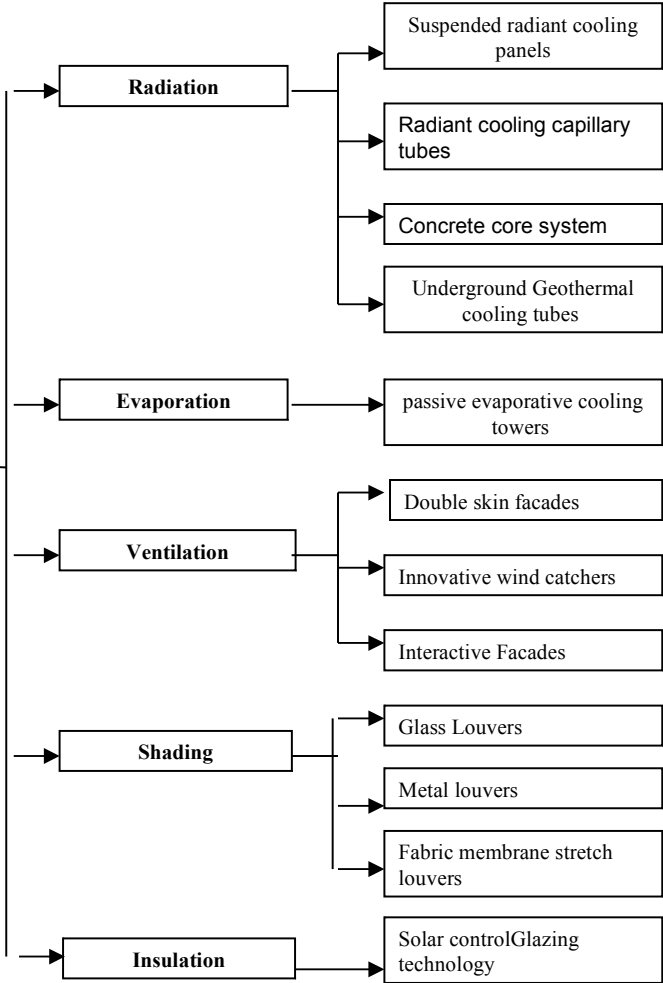 Radiation
Suspended radiant cooling
panels
Radiant cooling capillary
tubes
Concrete core system
Underground Geothermal
cooling tubes
Evaporation
passive evaporative cooling
towers
Ventilation
Double skin facades
Innovative wind catchers
Interactive Facades
Shading
Glass Louvers
Metal louvers
Fabric membrane stretch
louvers
Insulation
Solar controlGlazing
technology